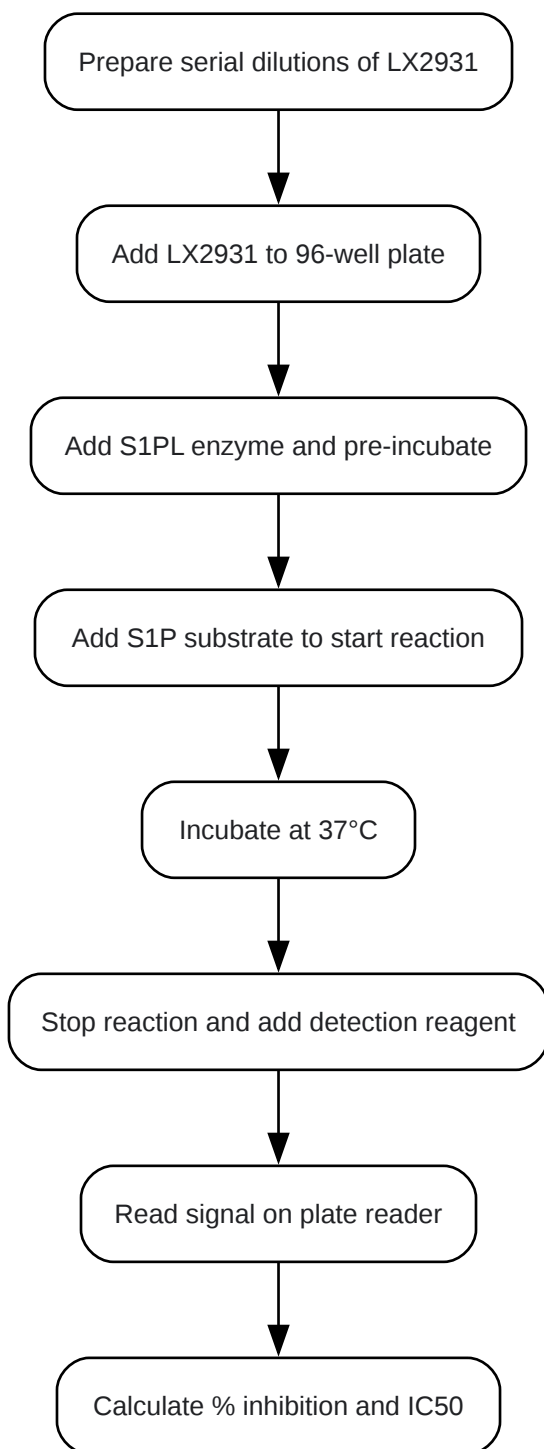 Prepare serial dilutions of LX2931
Add LX2931 to 96-well plate
Add S1PL enzyme and pre-incubate
Add S1P substrate to start reaction
Incubate at 37°C
Stop reaction and add detection reagent
Read signal on plate reader
Calculate % inhibition and IC50